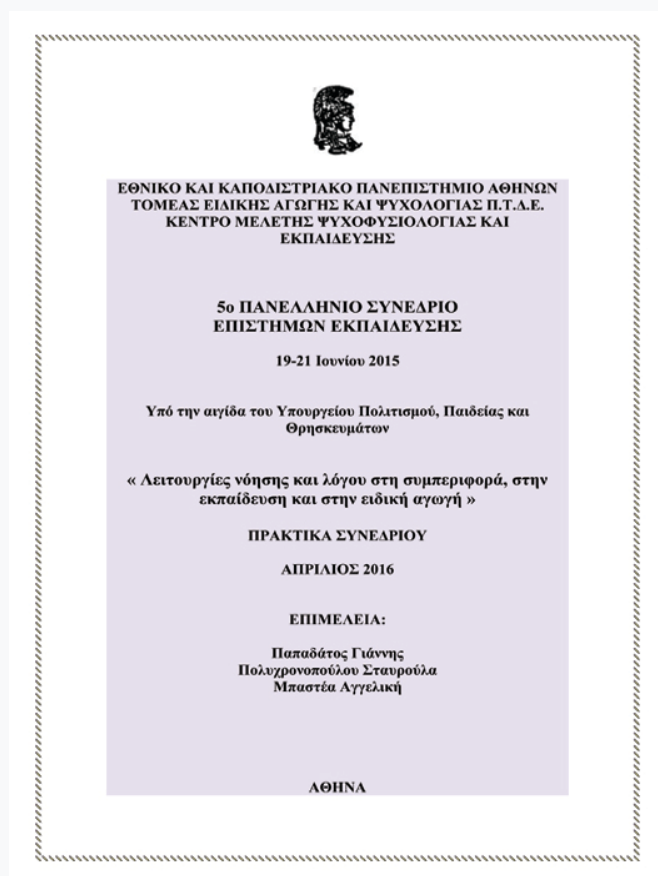 ΕΘΝΙΚΟ ΚΑΙ ΚΑΠΟΔΙΣΤΡΙΑΚΟ ΠΑΝΕΠΙΣΤΗΜΙΟ ΑΘΗΝΩΝ
ΤΟΜΕΑΣ ΕΙΔΙΚΗΣ ΑΓΩΓΗΣ ΚΑΙ ΨΥΧΟΛΟΓΙΑΣ Π.Τ.Δ.Ε.
ΚΕΝΤΡΟ ΜΕΛΕΤΗΣ ΨΥΧΟΦΥΣΙΟΛΟΓΙΑΣ ΚΑΙ
ΕΚΠΑΙΔΕΥΣΗΣ
5ο ΠΑΝΕΛΛΗΝΙΟ ΣΥΝΕΔΡΙΟ
ΕΠΙΣΤΗΜΩΝ ΕΚΠΑΙΔΕΥΣΗΣ
19-21 Ιουνίου 2015
Υπό την αιγίδα του Υπουργείου Πολιτισμού, Παιδείας και
Θρησκευμάτων
« Λειτουργίες νόησης και λόγου στη συμπεριφορά, στην
εκπαίδευση και στην ειδική αγωγή »
ΠΡΑΚΤΙΚΑ ΣΥΝΕΔΡΙΟΥ
ΑΠΡΙΛΙΟΣ 2016
ΕΠΙΜΕΛΕΙΑ:
Παπαδάτος Γιάννης
Πολυχρονοπούλου Σταυρούλα
Μπαστέα Αγγελική
ΑΘΗΝΑ